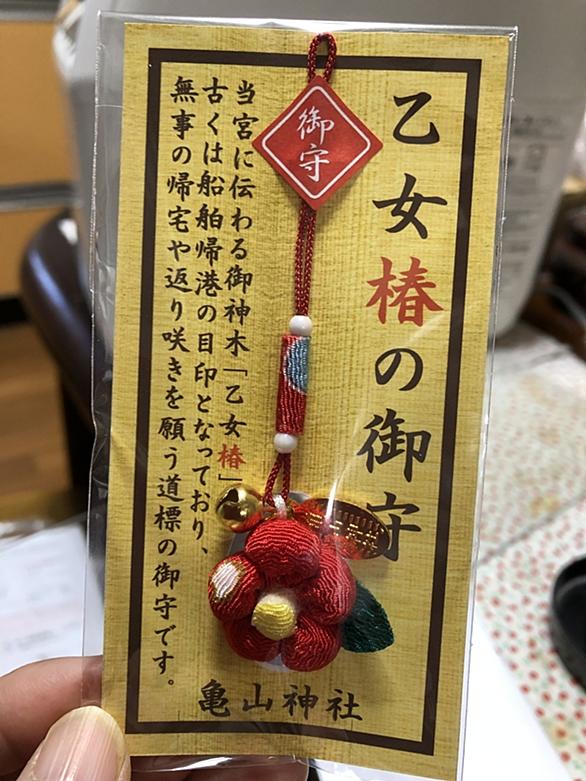 乙女椿の御守
御守
当宮に伝わる御神木「乙女椿」
古くは船舶帰港の目印となっており、
無事の帰宅や返り咲きを願う道標の御守です。
亀山神社